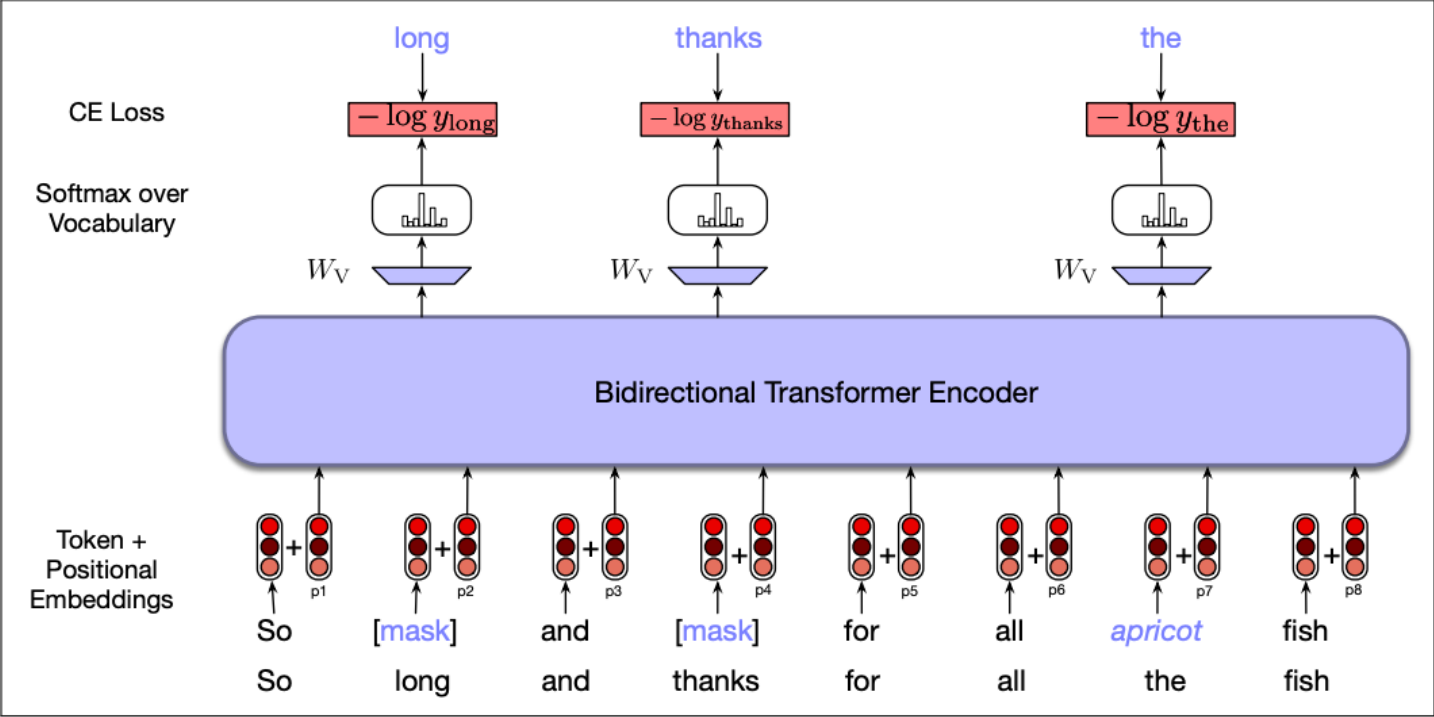 long thanks the
CE Loss
− log y_long − log y_thanks − log y_the
Softmax over
Vocabulary
W_V W_V W_V
Bidirectional Transformer Encoder
Token +
Positional
Embeddings
+ + + + + + + +
p1 p2 p3 p4 p5 p6 p7 p8
So [mask] and [mask] for all apricot fish
So long and thanks for all the fish